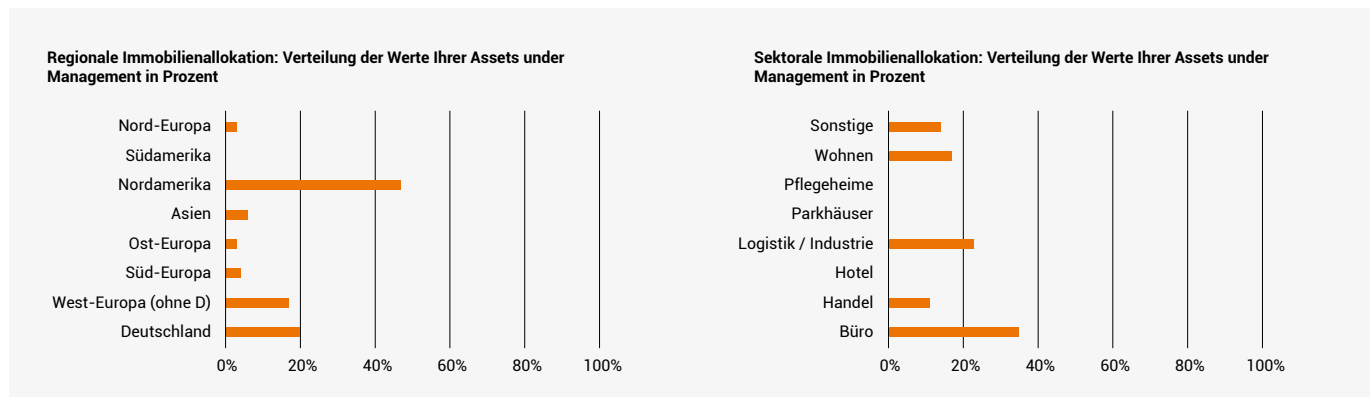 Regionale Immobilienallokation: Verteilung der Werte Ihrer Assets under
Management in Prozent
Nord-Europa
Südamerika
Nordamerika
Asien
Ost-Europa
Süd-Europa
West-Europa (ohne D)
Deutschland
0% 20% 40% 60% 80% 100%
Sektorale Immobilienallokation: Verteilung der Werte Ihrer Assets under
Management in Prozent
Sonstige
Wohnen
Pflegeheime
Parkhäuser
Logistik / Industrie
Hotel
Handel
Büro
0% 20% 40% 60% 80% 100%